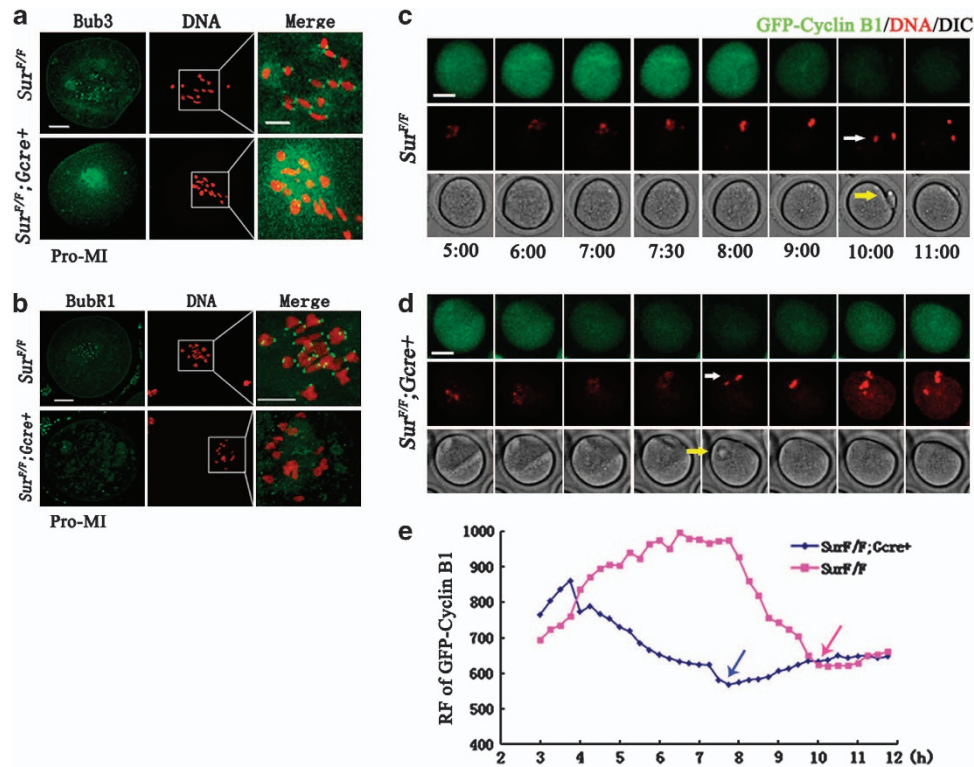 a
Bub3 DNA Merge
Sur^F/F
Sur^F/F;Gcre+
Pro-MI
b
BubR1 DNA Merge
Sur^F/F
Sur^F/F;Gcre+
Pro-MI
c
GFP-Cyclin B1/DNA/DIC
Sur^F/F
5:00 6:00 7:00 7:30 8:00 9:00 10:00 11:00
d
Sur^F/F;Gcre+
e
RF of GFP-Cyclin B1
1000
900
800
700
600
500
400
SurF/F;Gcre+
SurF/F
2 3 4 5 6 7 8 9 10 11 12 (h)